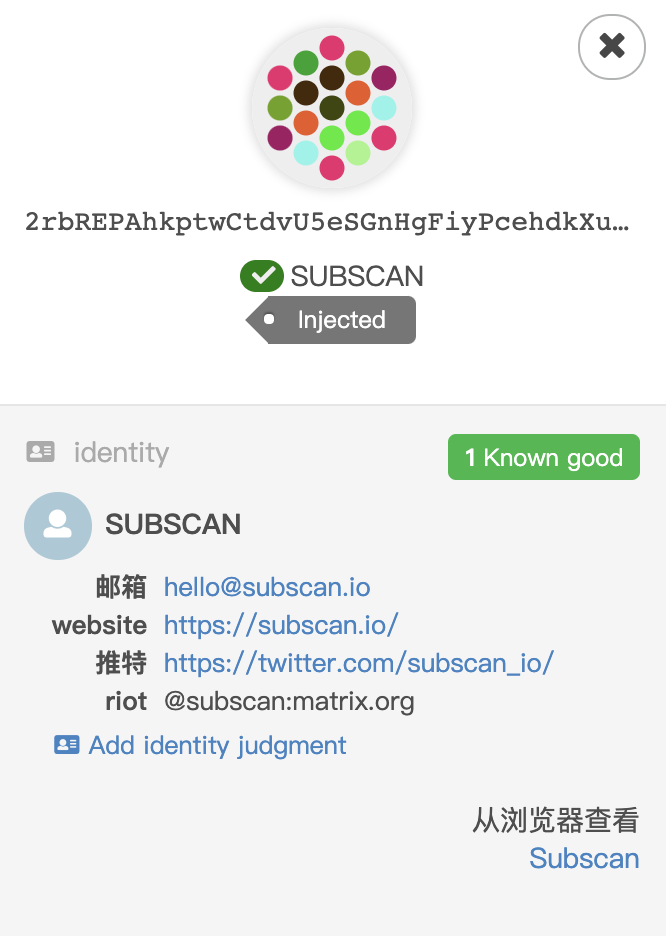 2rbREPAhkptwCtdvU5eSGnHgFiyPcehdkXu…
SUBSCAN
Injected
identity
1 Known good
SUBSCAN
邮箱 hello@subscan.io
website https://subscan.io/
推特 https://twitter.com/subscan_io/
riot @subscan:matrix.org
Add identity judgment
从浏览器查看
Subscan